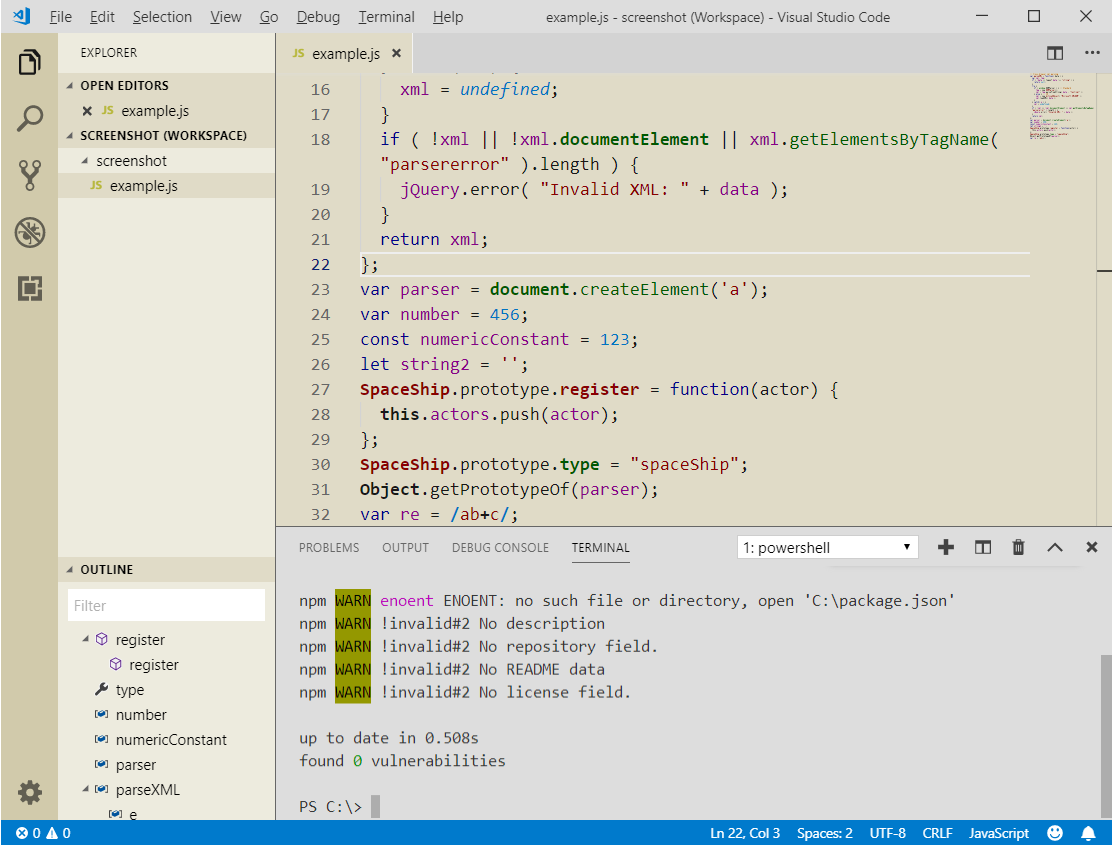 File Edit Selection View Go Debug Terminal Help example.js - screenshot (Workspace) - Visual Studio Code
EXPLORER
OPEN EDITORS
JS example.js
SCREENSHOT (WORKSPACE)
screenshot
JS example.js
OUTLINE
Filter
register
register
type
number
numericConstant
parser
parseXML
e
JS example.js
16 xml = undefined;
17 }
18 if ( !xml || !xml.documentElement || xml.getElementsByTagName(
"parsererror" ).length ) {
19 jQuery.error( "Invalid XML: " + data );
20 }
21 return xml;
22 };
23 var parser = document.createElement('a');
24 var number = 456;
25 const numericConstant = 123;
26 let string2 = '';
27 SpaceShip.prototype.register = function(actor) {
28 this.actors.push(actor);
29 };
30 SpaceShip.prototype.type = "spaceShip";
31 Object.getPrototypeOf(parser);
32 var re = /ab+c/;
PROBLEMS OUTPUT DEBUG CONSOLE TERMINAL 1: powershell
npm WARN enoent ENOENT: no such file or directory, open 'C:\package.json'
npm WARN !invalid#2 No description
npm WARN !invalid#2 No repository field.
npm WARN !invalid#2 No README data
npm WARN !invalid#2 No license field.
up to date in 0.508s
found 0 vulnerabilities
PS C:\>
0 0 Ln 22, Col 3 Spaces: 2 UTF-8 CRLF JavaScript